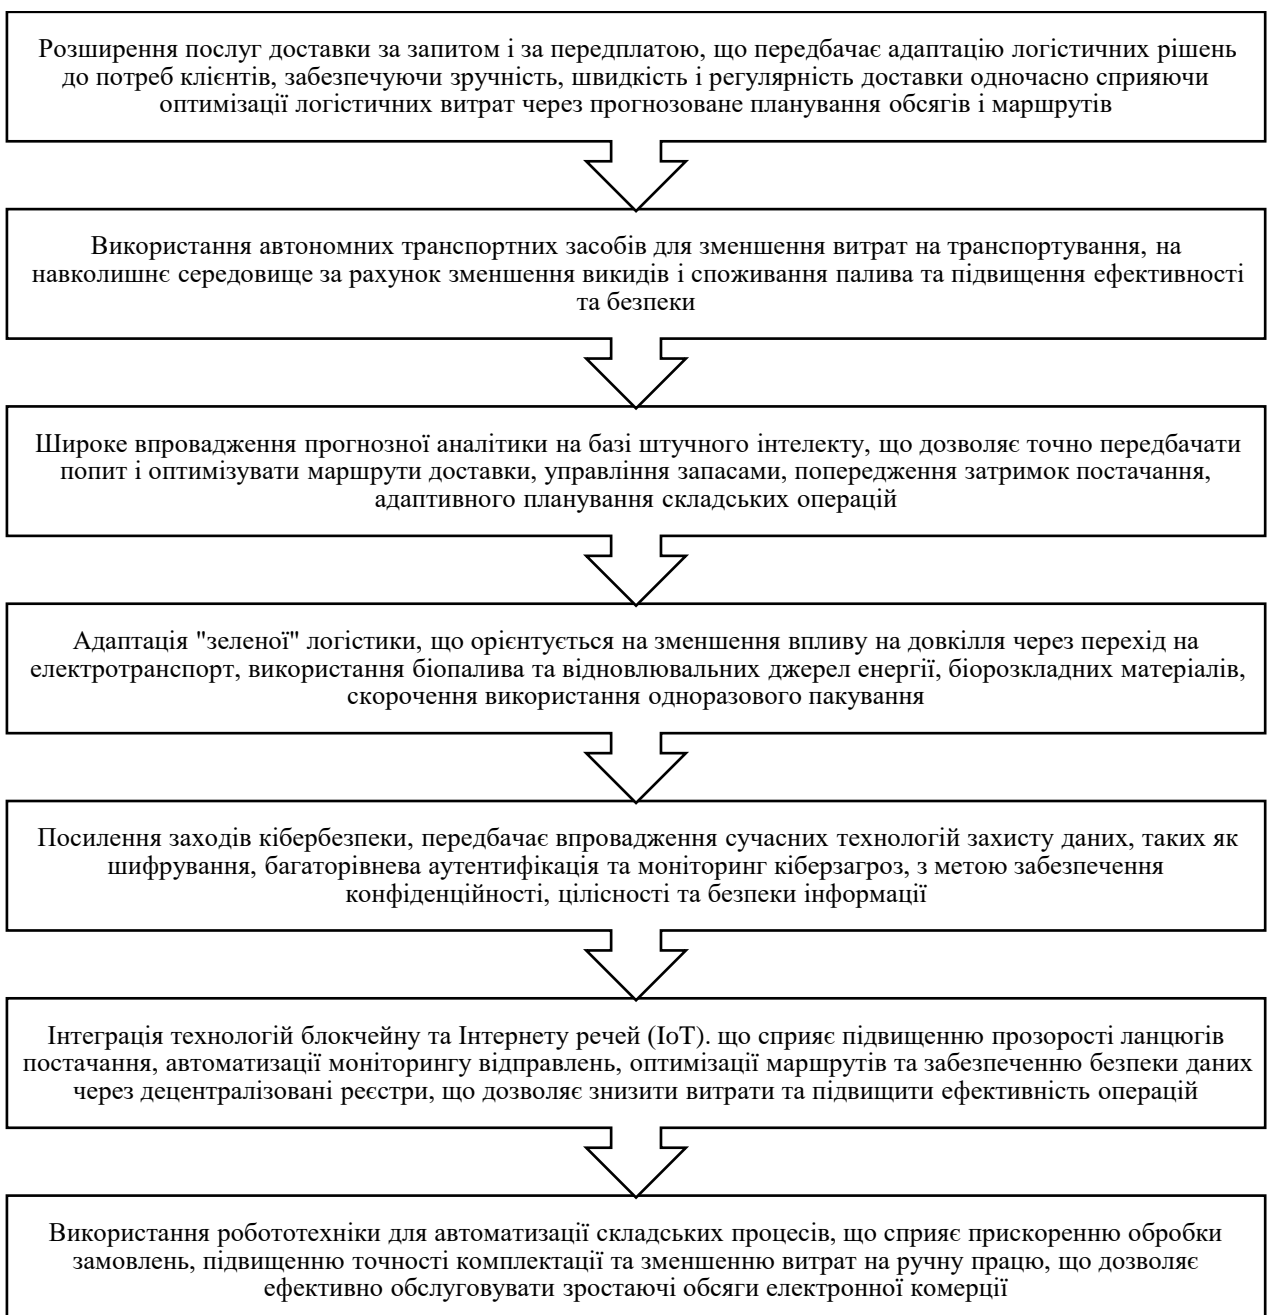 Розширення послуг доставки за запитом і за передплатою, що передбачає адаптацію логістичних рішень
до потреб клієнтів, забезпечуючи зручність, швидкість і регулярність доставки одночасно сприяючи
оптимізації логістичних витрат через прогнозоване планування обсягів і маршрутів
Використання автономних транспортних засобів для зменшення витрат на транспортування, на
навколишнє середовище за рахунок зменшення викидів і споживання палива та підвищення ефективності
та безпеки
Широке впровадження прогнозної аналітики на базі штучного інтелекту, що дозволяє точно передбачати
попит і оптимізувати маршрути доставки, управління запасами, попередження затримок постачання,
адаптивного планування складських операцій
Адаптація "зеленої" логістики, що орієнтується на зменшення впливу на довкілля через перехід на
електротранспорт, використання біопалива та відновлювальних джерел енергії, біорозкладних матеріалів,
скорочення використання одноразового пакування
Посилення заходів кібербезпеки, передбачає впровадження сучасних технологій захисту даних, таких як
шифрування, багаторівнева аутентифікація та моніторинг кіберзагроз, з метою забезпечення
конфіденційності, цілісності та безпеки інформації
Інтеграція технологій блокчейну та Інтернету речей (IoT). що сприяє підвищенню прозорості ланцюгів
постачання, автоматизації моніторингу відправлень, оптимізації маршрутів та забезпеченню безпеки даних
через децентралізовані реєстри, що дозволяє знизити витрати та підвищити ефективність операцій
Використання робототехніки для автоматизації складських процесів, що сприяє прискоренню обробки
замовлень, підвищенню точності комплектації та зменшенню витрат на ручну працю, що дозволяє
ефективно обслуговувати зростаючі обсяги електронної комерції